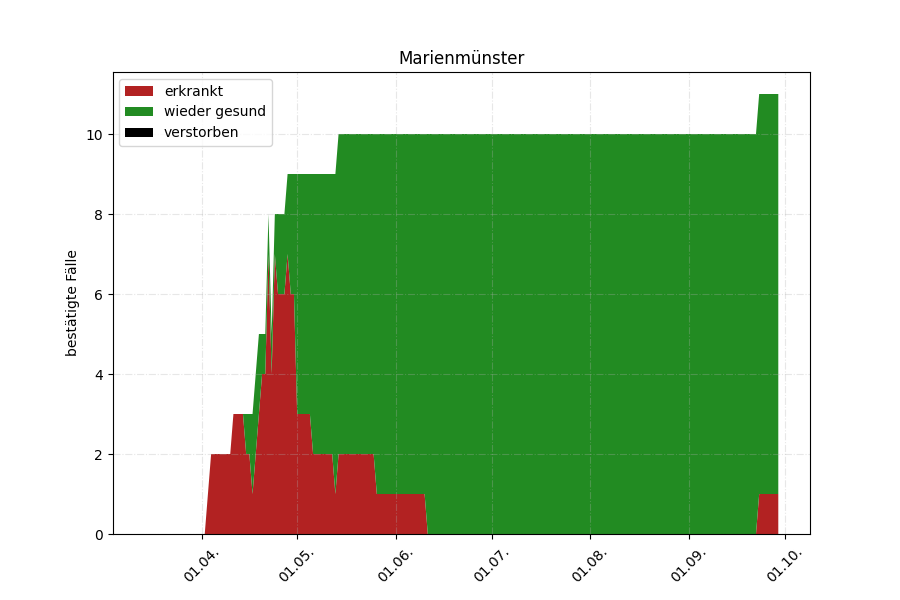 Marienmünster
erkrankt
wieder gesund
verstorben
bestätigte Fälle
10
8
6
4
2
0
01.04.
01.05.
01.06.
01.07.
01.08.
01.09.
01.10.